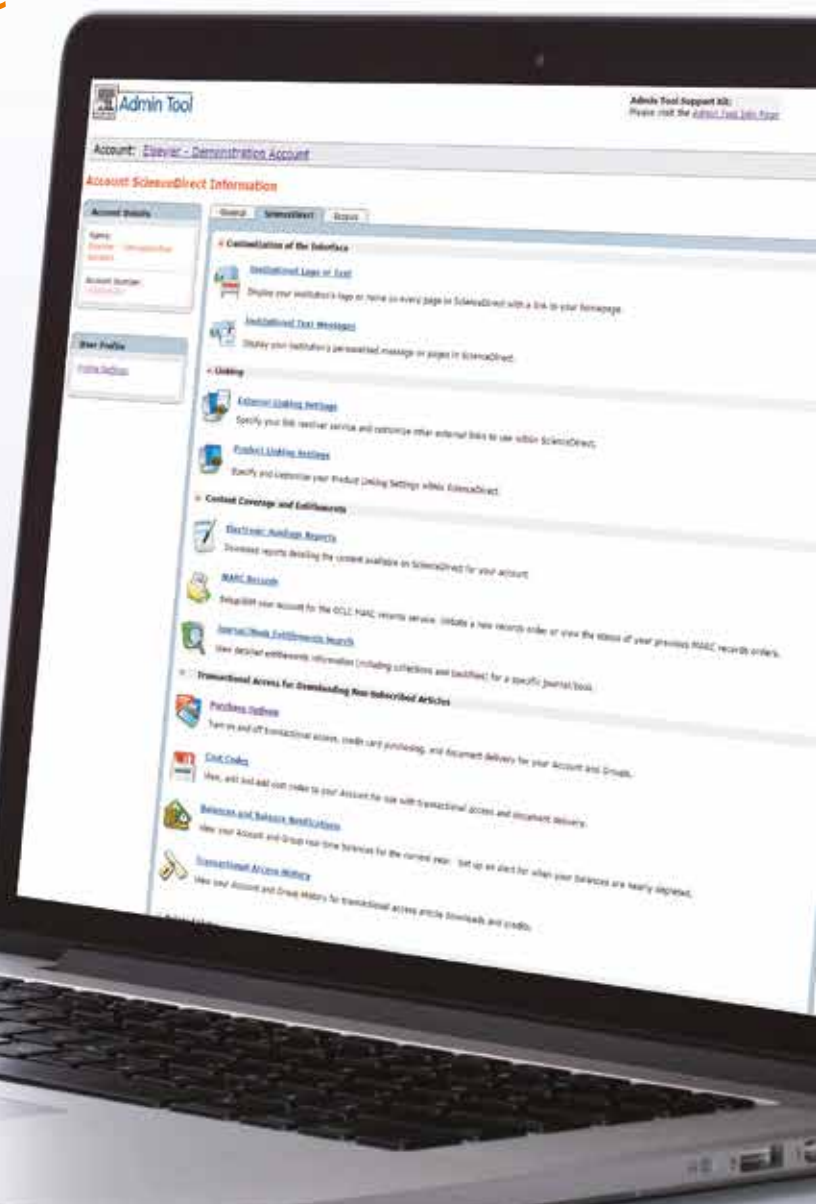 Admin Tool
Admin Tool Support Kit:
Please visit the Admin Tool Info Page
Account: Elsevier - Demonstration Account
Account ScienceDirect Information
Account Details
Name:
Elsevier - Demonstration
Account
Account Number:
User Profile
Profile Settings
General ScienceDirect Scopus
Customization of the Interface
Institutional Logo or Text
Display your institution's logo or name on every page in ScienceDirect with a link to your homepage.
Institutional Text Messages
Display your institution's personalized message on pages in ScienceDirect.
Linking
External Linking Settings
Specify your link resolver service and customize other external links to use within ScienceDirect.
Product Linking Settings
Specify and customize your Product Linking Settings within ScienceDirect.
Content Coverage and Entitlements
Electronic Holdings Reports
Download reports detailing the content available on ScienceDirect for your account
MARC Records
Setup/Edit your account for the OCLC MARC records service. Initiate a new records order or view the status of your previous MARC records orders.
Journal/Book Entitlements Search
View detailed entitlements information (including collections and backfiles) for a specific journal/book.
Transactional Access for Downloading Non-Subscribed Articles
Purchase Options
Turn on and off transactional access, credit card purchasing, and document delivery for your Account and Groups.
Cost Codes
View, edit and add cost codes to your Account for use with transactional access and document delivery.
Balances and Balance Notifications
View your Account and Group real-time balances for the current year. Set up an alert for when your balances are nearly depleted.
Transactional Access History
View your Account and Group History for transactional access article downloads and credits.